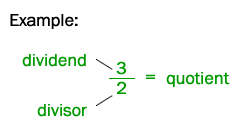 Example:
dividend
3
= quotient
2
divisor